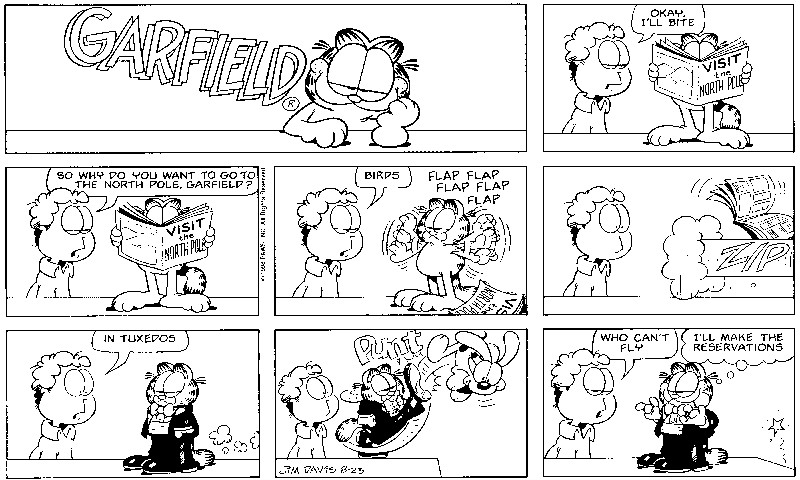 GARFIELD®
OKAY,
I'LL BITE
VISIT
the
NORTH POLE
SO WHY DO YOU WANT TO GO TO
THE NORTH POLE, GARFIELD?
VISIT
the
NORTH POLE
BIRDS
FLAP FLAP
FLAP FLAP
FLAP
ZIP!
IN TUXEDOS
Punt
JIM DAVIS 8-23
WHO CAN'T
FLY
I'LL MAKE THE
RESERVATIONS